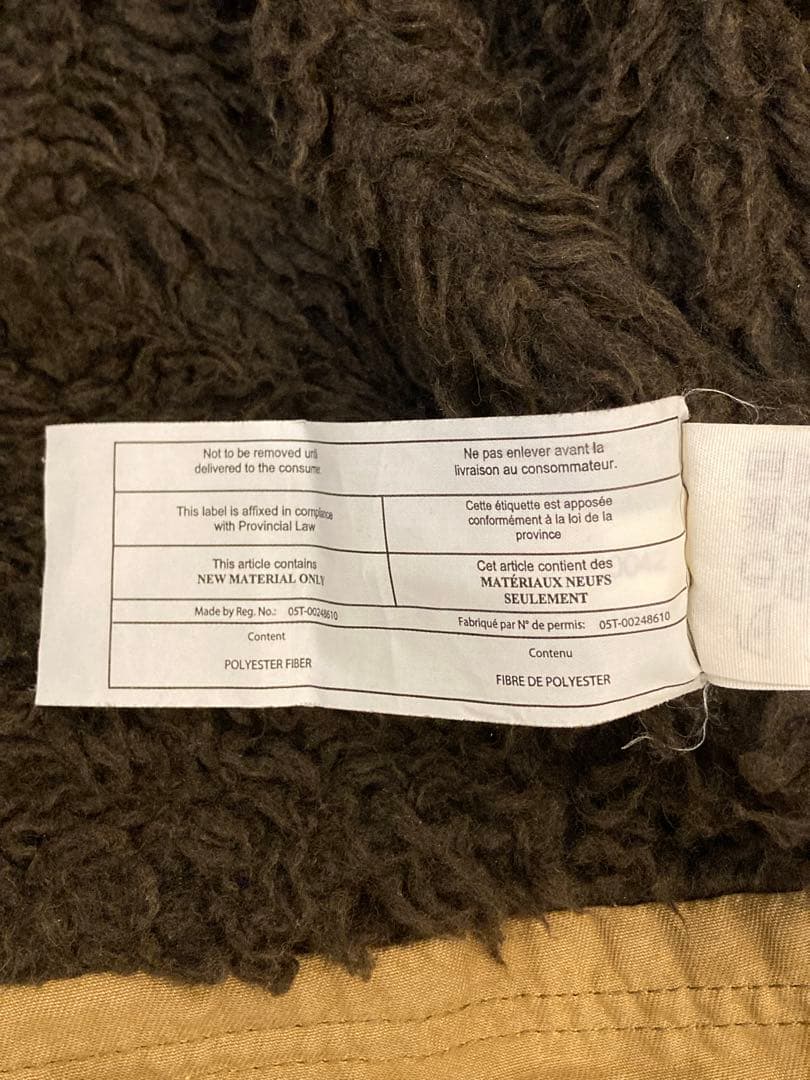 Not to be removed until
delivered to the consumer
Ne pas enlever avant la
livraison au consommateur.
This label is affixed in compliance
with Provincial Law
Cette étiquette est apposée
conformément à la loi de la
province
This article contains
NEW MATERIAL ONLY
Cet article contient des
MATÉRIAUX NEUFS
SEULEMENT
Made by Reg. No.: 05T-00248610
Fabriqué par N° de permis: 05T-00248610
Content
POLYESTER FIBER
Contenu
FIBRE DE POLYESTER